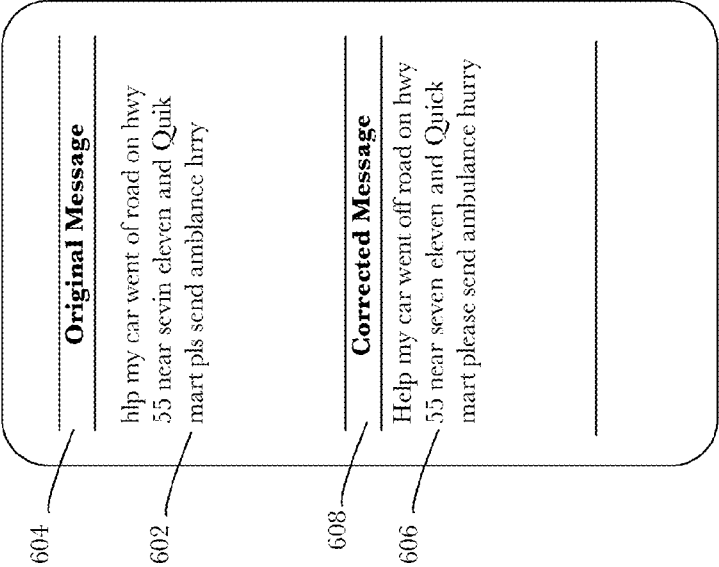 Original Message
hlp my car went of road on hwy
55 near sevin eleven and Quik
mart pls send amblance hrry
Corrected Message
Help my car went off road on hwy
55 near seven eleven and Quick
mart please send ambulance hurry
604
602
608
606